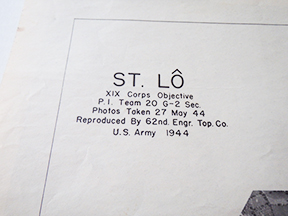 ST. LÔ
XIX Corps Objective
P.I. Team 20 G-2 Sec.
Photos Taken 27 May 44
Reproduced By 62nd. Engr. Top. Co.
U.S. Army 1944